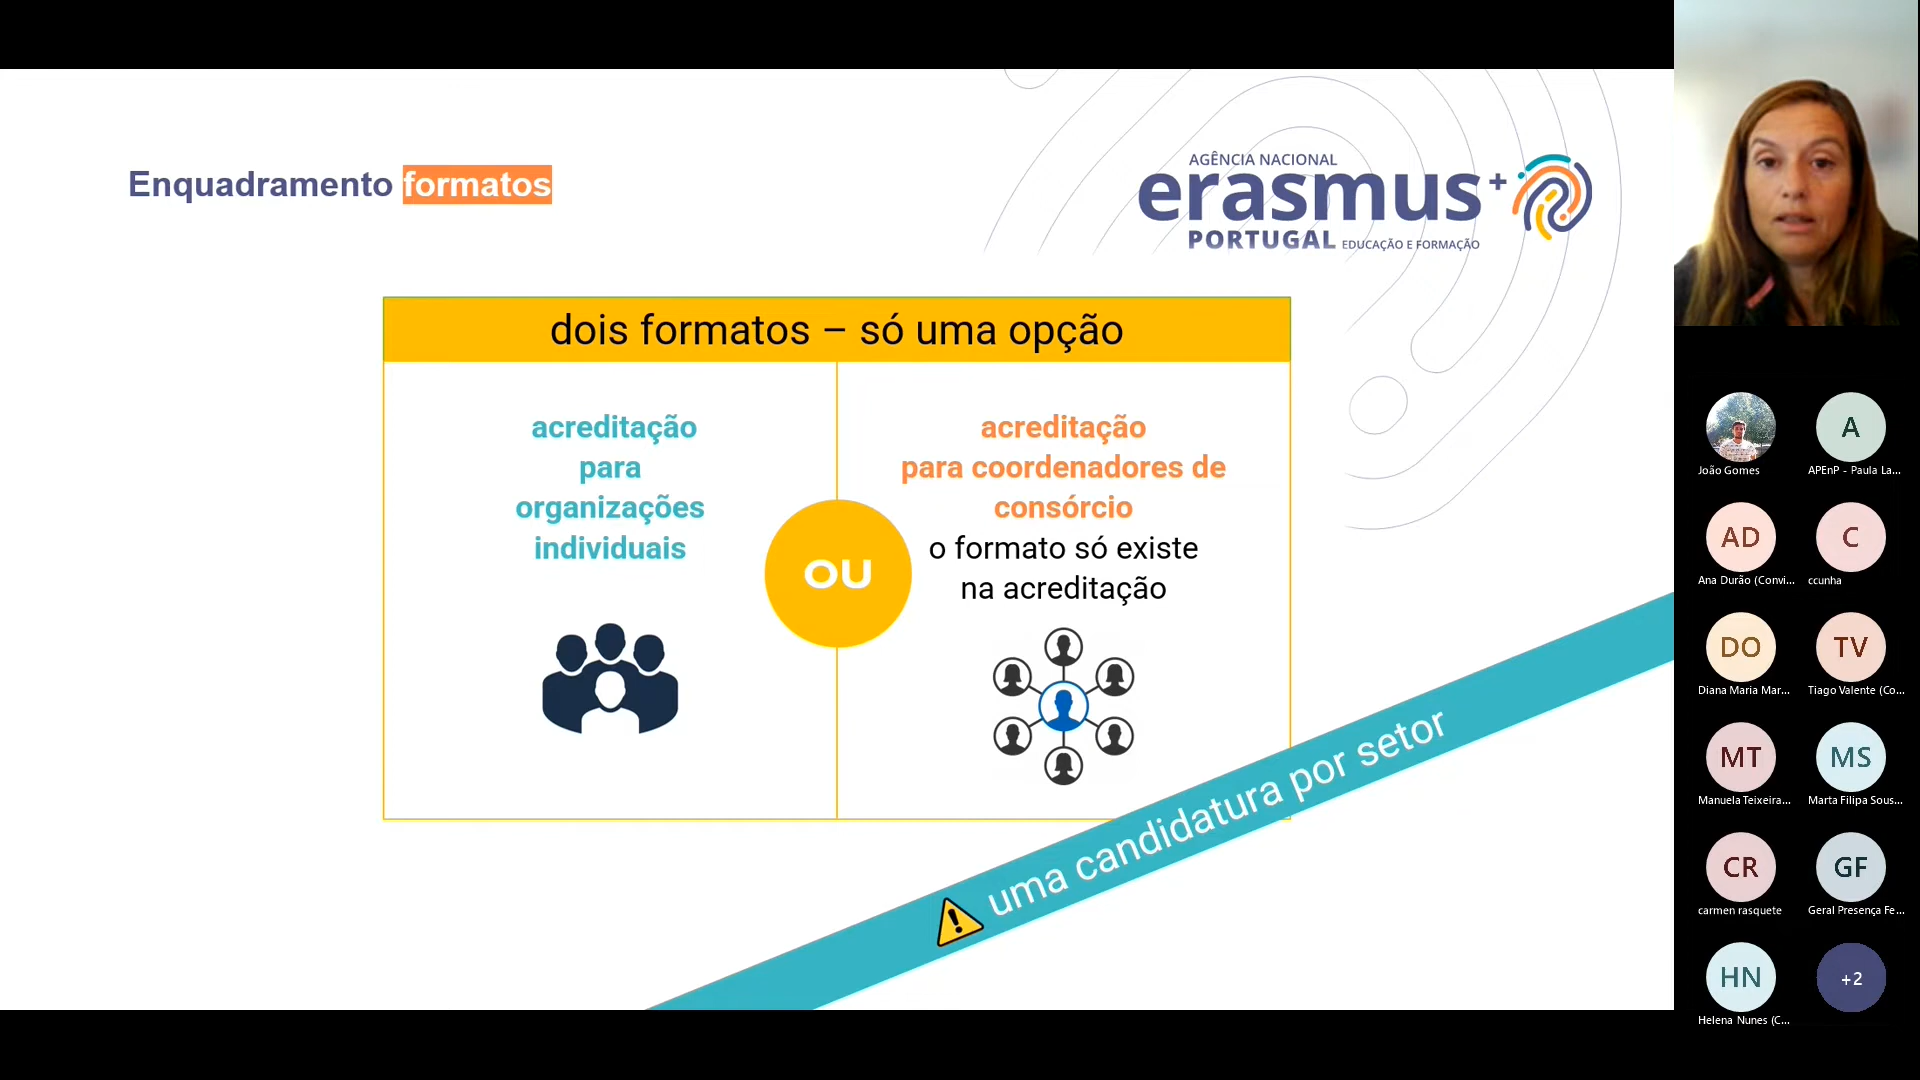 Enquadramento formatos
AGÊNCIA NACIONAL
erasmus+
PORTUGAL EDUCAÇÃO E FORMAÇÃO
dois formatos – só uma opção
acreditação
para
organizações
individuais
OU
acreditação
para coordenadores de
consórcio
o formato só existe
na acreditação
uma candidatura por setor
João Gomes
A
APEnP - Paula La...
AD
Ana Durão (Convi...
C
ccunha
DO
Diana Maria Mar...
TV
Tiago Valente (Co...
MT
Manuela Teixeira...
MS
Marta Filipa Sous...
CR
carmen rasquete
GF
Geral Presença Fe...
HN
Helena Nunes (C...
+2